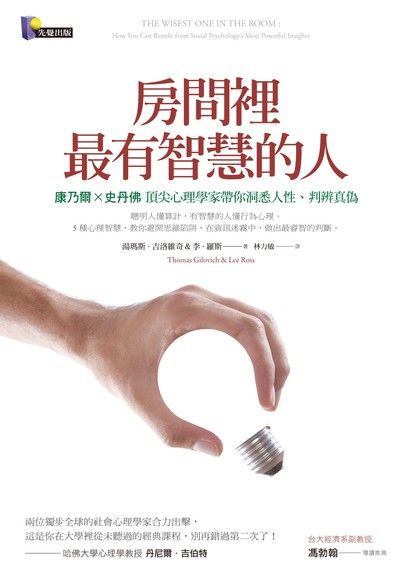 先覺出版
THE WISEST ONE IN THE ROOM :
How You Can Benefit from Social Psychology's Most Powerful Insights
房間裡
最有智慧的人
康乃爾×史丹佛 頂尖心理學家帶你洞悉人性、判辨真偽
聰明人懂算計，有智慧的人懂行為心理。
5 種心理智慧，教你避開思維陷阱，在資訊迷霧中，做出最睿智的判斷。
湯瑪斯·吉洛維奇 & 李·羅斯——著 林力敏——譯
Thomas Gilovich & Lee Ross
兩位獨步全球的社會心理學家合力出擊，
這是你在大學裡從未聽過的經典課程，別再錯過第二次了！
——哈佛大學心理學教授 丹尼爾·吉伯特
台大經濟系副教授
馮勃翰——導讀推薦